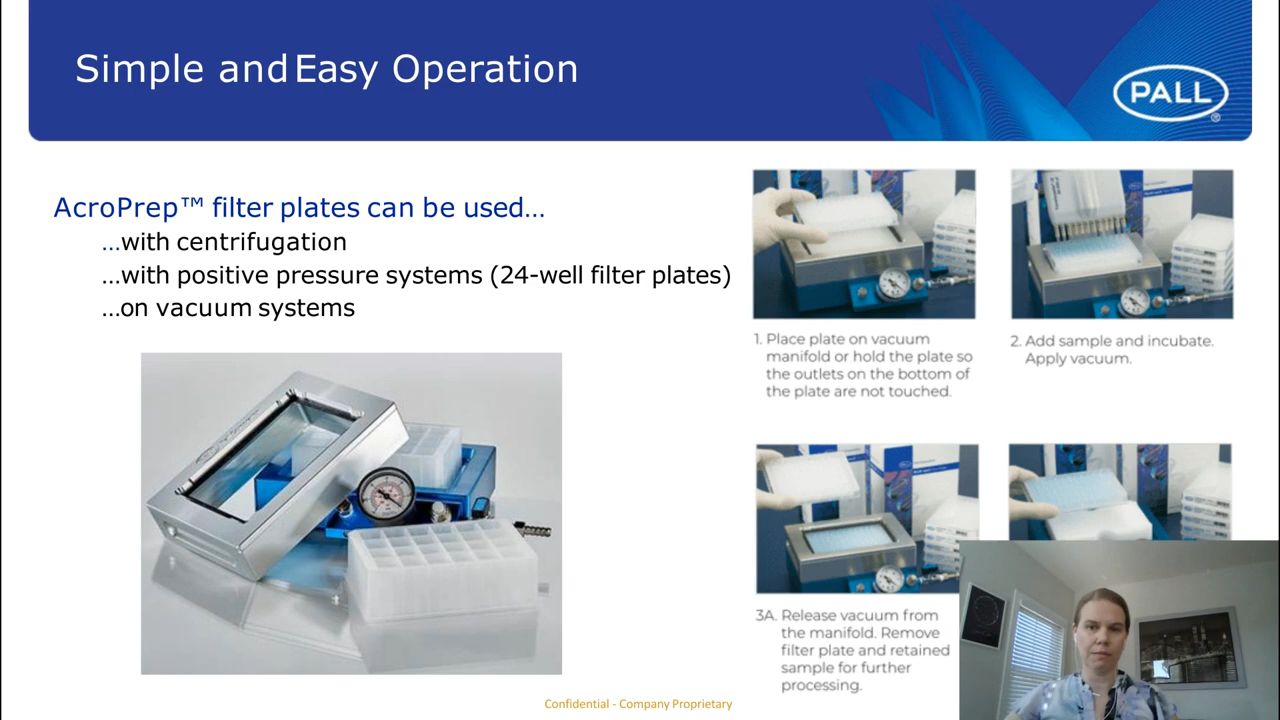 Simple and Easy Operation
PALL
®
AcroPrep™ filter plates can be used...
...with centrifugation
...with positive pressure systems (24-well filter plates)
...on vacuum systems
1. Place plate on vacuum
manifold or hold the plate so
the outlets on the bottom of
the plate are not touched.
2. Add sample and incubate.
Apply vacuum.
3A. Release vacuum from
the manifold. Remove
filter plate and retained
sample for further
processing.
Confidential - Company Proprietary